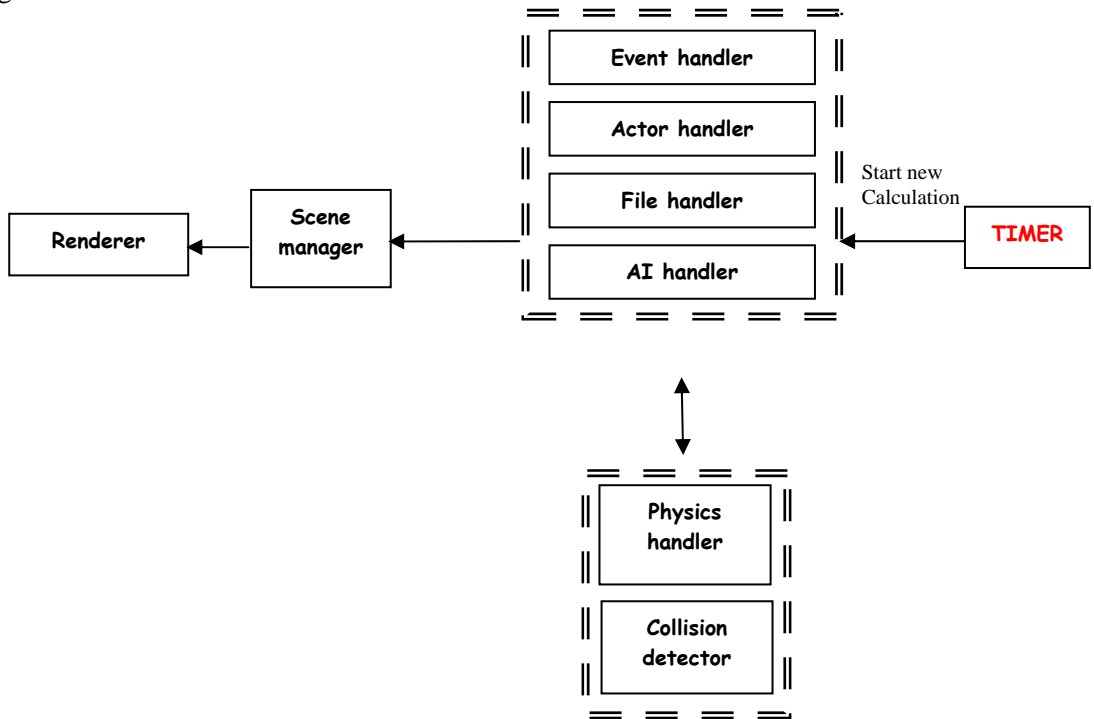 g
Event handler
Actor handler
File handler
AI handler
Start new
Calculation
TIMER
Scene
manager
Renderer
Physics
handler
Collision
detector